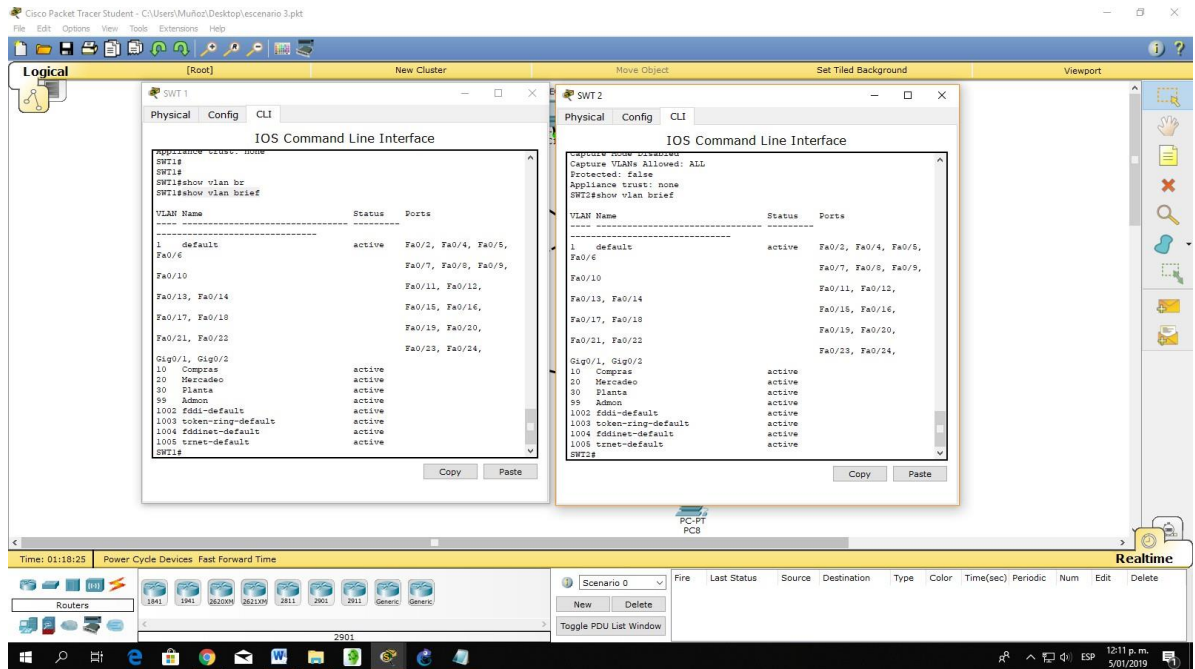 Cisco Packet Tracer Student - C:\Users\Muñoz\Desktop\escenario 3.pkt
File Edit Options View Tools Extensions Help
Logical
[Root]
New Cluster
Move Object
Set Tiled Background
Viewport
SWT 1
Physical Config CLI
IOS Command Line Interface
Appliance trust: none
SWT1#
SWT1#
SWT1#show vlan br
SWT1#show vlan brief
VLAN Name Status Ports
---- -------------------------------- ---------
-------------------------------
1 default active Fa0/2, Fa0/4, Fa0/5,
Fa0/6
Fa0/7, Fa0/8, Fa0/9,
Fa0/10
Fa0/11, Fa0/12,
Fa0/13, Fa0/14
Fa0/15, Fa0/16,
Fa0/17, Fa0/18
Fa0/19, Fa0/20,
Fa0/21, Fa0/22
Fa0/23, Fa0/24,
Gig0/1, Gig0/2
10 Compras active
20 Mercadeo active
30 Planta active
99 Admon active
1002 fddi-default active
1003 token-ring-default active
1004 fddinet-default active
1005 trnet-default active
SWT1#
Copy Paste
SWT 2
Physical Config CLI
IOS Command Line Interface
Capture Mode Disabled
Capture VLANs Allowed: ALL
Protected: false
Appliance trust: none
SWT2#show vlan brief
VLAN Name Status Ports
---- -------------------------------- ---------
-------------------------------
1 default active Fa0/2, Fa0/4, Fa0/5,
Fa0/6
Fa0/7, Fa0/8, Fa0/9,
Fa0/10
Fa0/11, Fa0/12,
Fa0/13, Fa0/14
Fa0/15, Fa0/16,
Fa0/17, Fa0/18
Fa0/19, Fa0/20,
Fa0/21, Fa0/22
Fa0/23, Fa0/24,
Gig0/1, Gig0/2
10 Compras active
20 Mercadeo active
30 Planta active
99 Admon active
1002 fddi-default active
1003 token-ring-default active
1004 fddinet-default active
1005 trnet-default active
SWT2#
Copy Paste
PC-PT
PC8
Time: 01:18:25 Power Cycle Devices Fast Forward Time
Realtime
Routers
1841 1941 2620XM 2621XM 2811 2901 2911 Generic Generic
2901
Scenario 0
New Delete
Toggle PDU List Window
Fire Last Status Source Destination Type Color Time(sec) Periodic Num Edit Delete
ESP
12:11 p. m.
5/01/2019